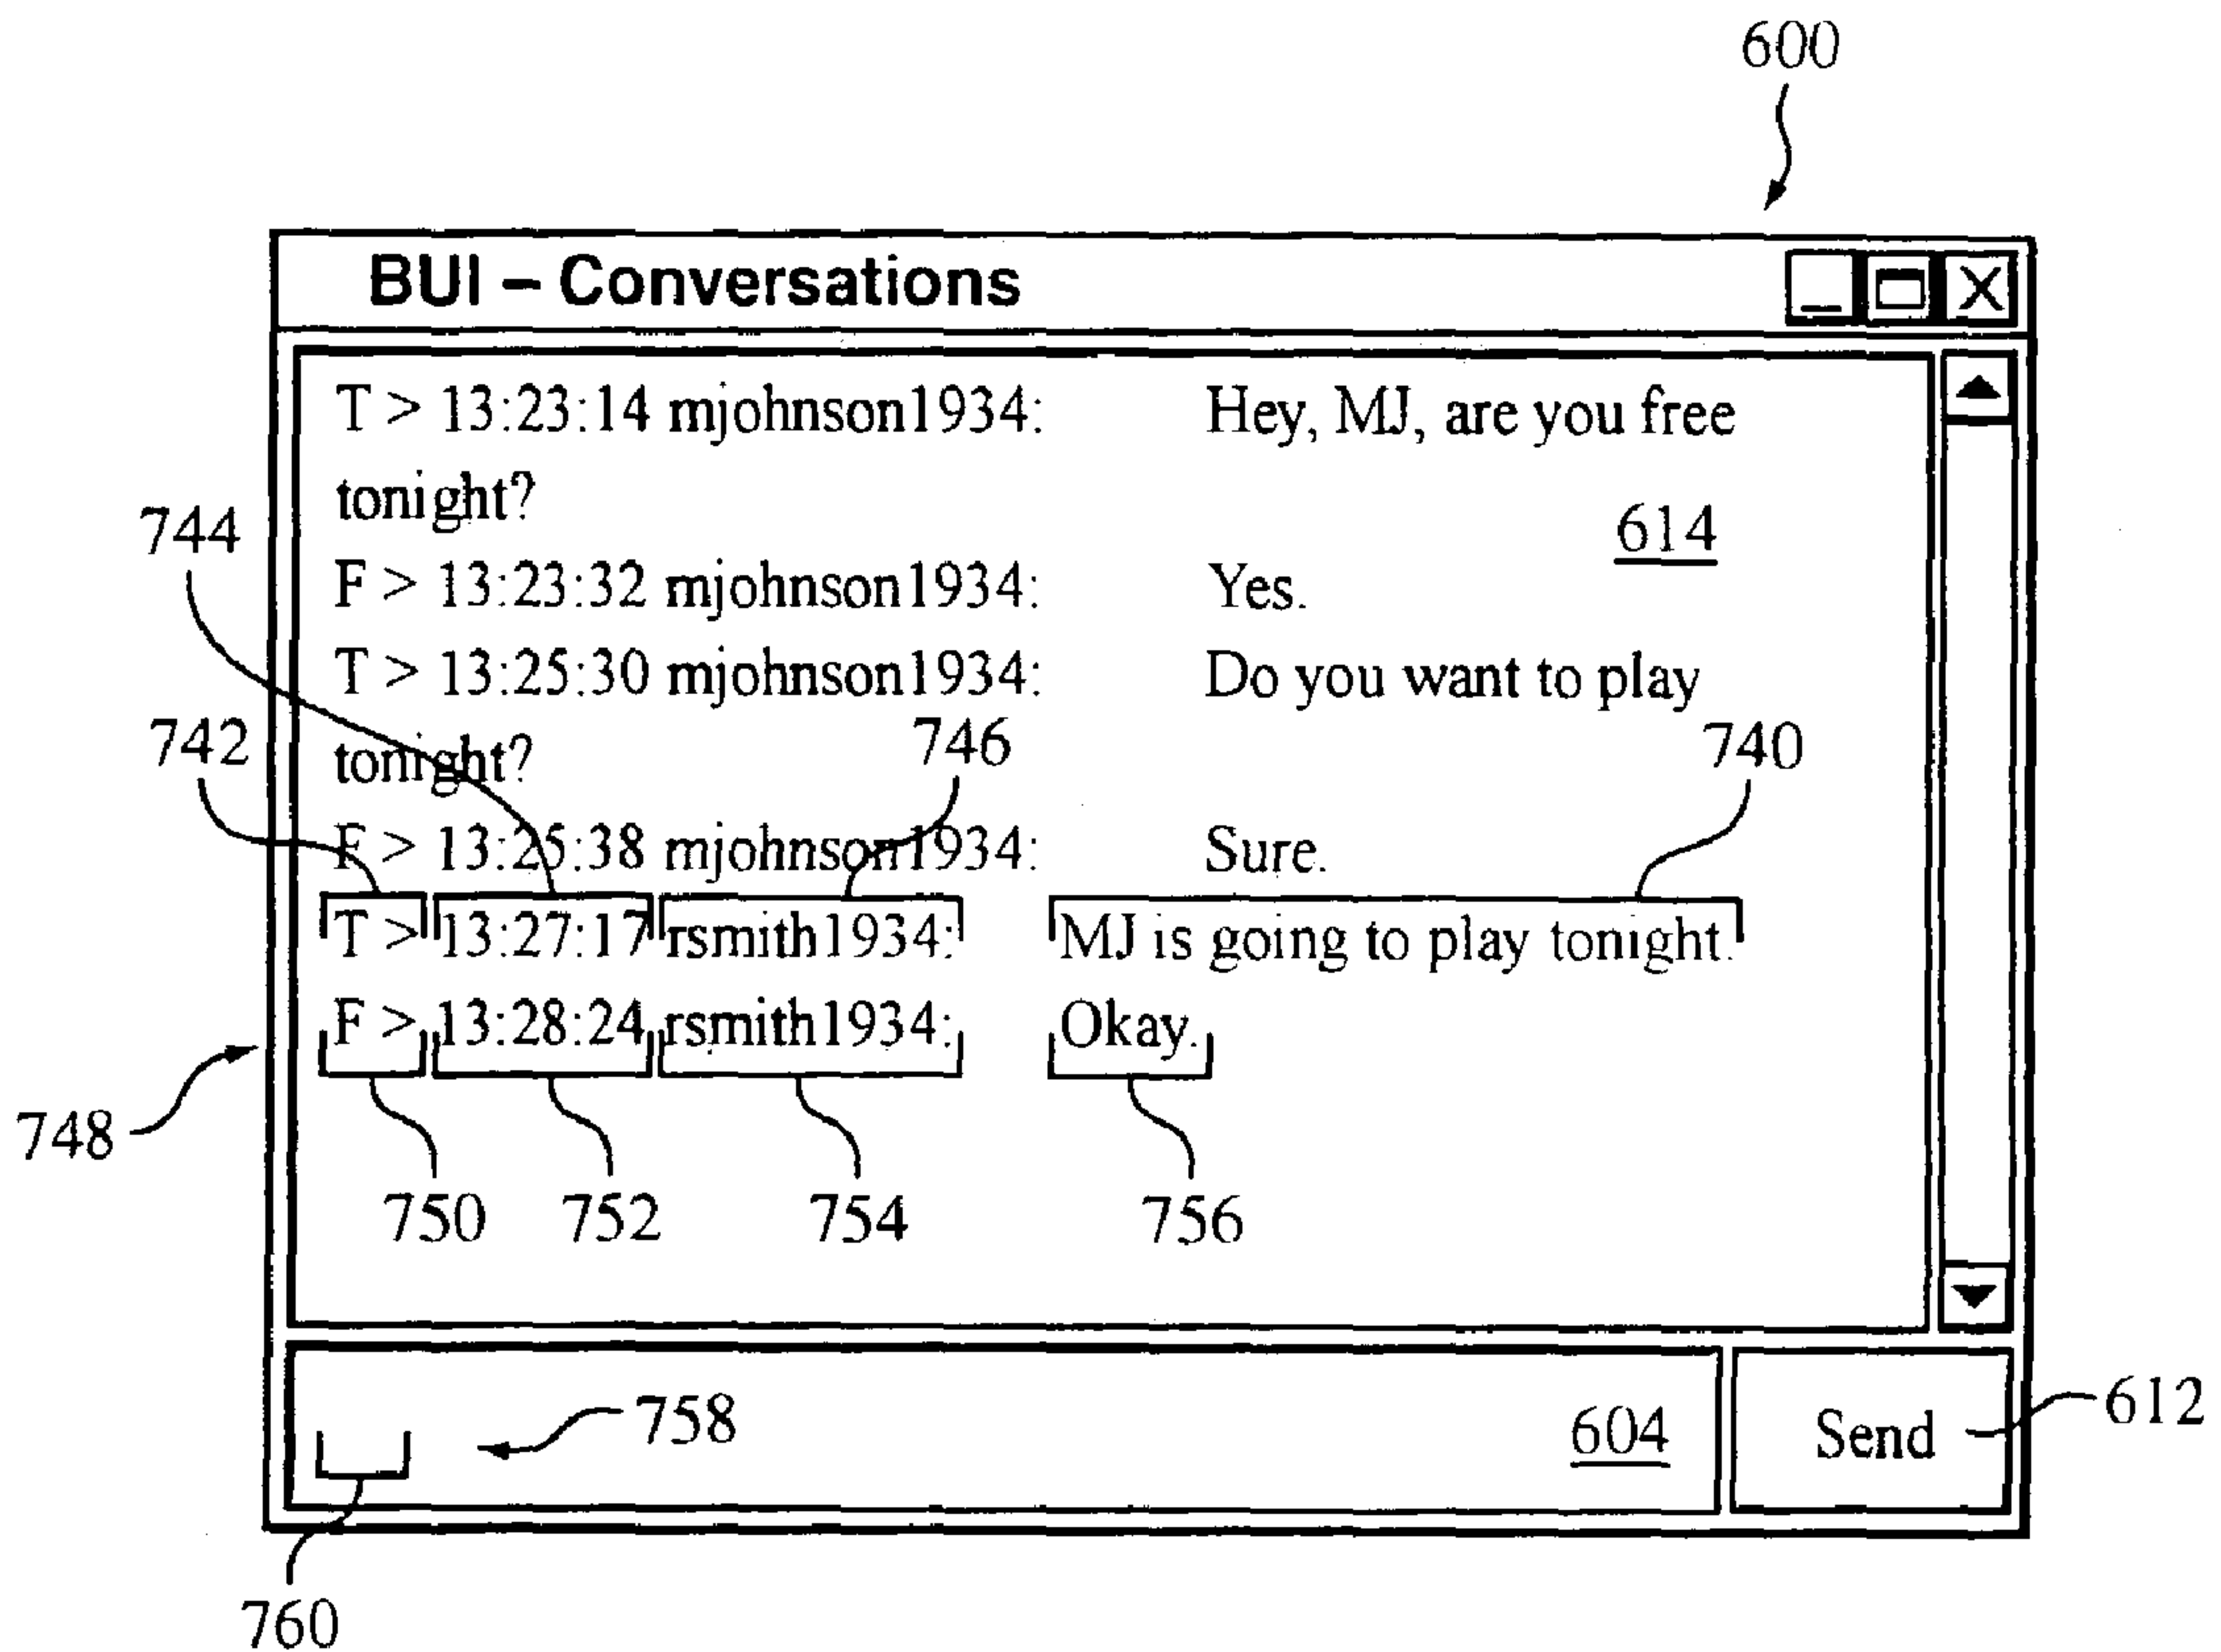 600
BUI – Conversations
T > 13:23:14 mjohnson1934: Hey, MJ, are you free
tonight?
614
744
F > 13:23:32 mjohnson1934: Yes.
T > 13:25:30 mjohnson1934: Do you want to play
742
746
740
tonight?
F > 13:25:38 mjohnson1934: Sure.
T > 13:27:17 rsmith1934: MJ is going to play tonight.
F > 13:28:24 rsmith1934: Okay.
748
750 752 754 756
758
604
Send
612
760